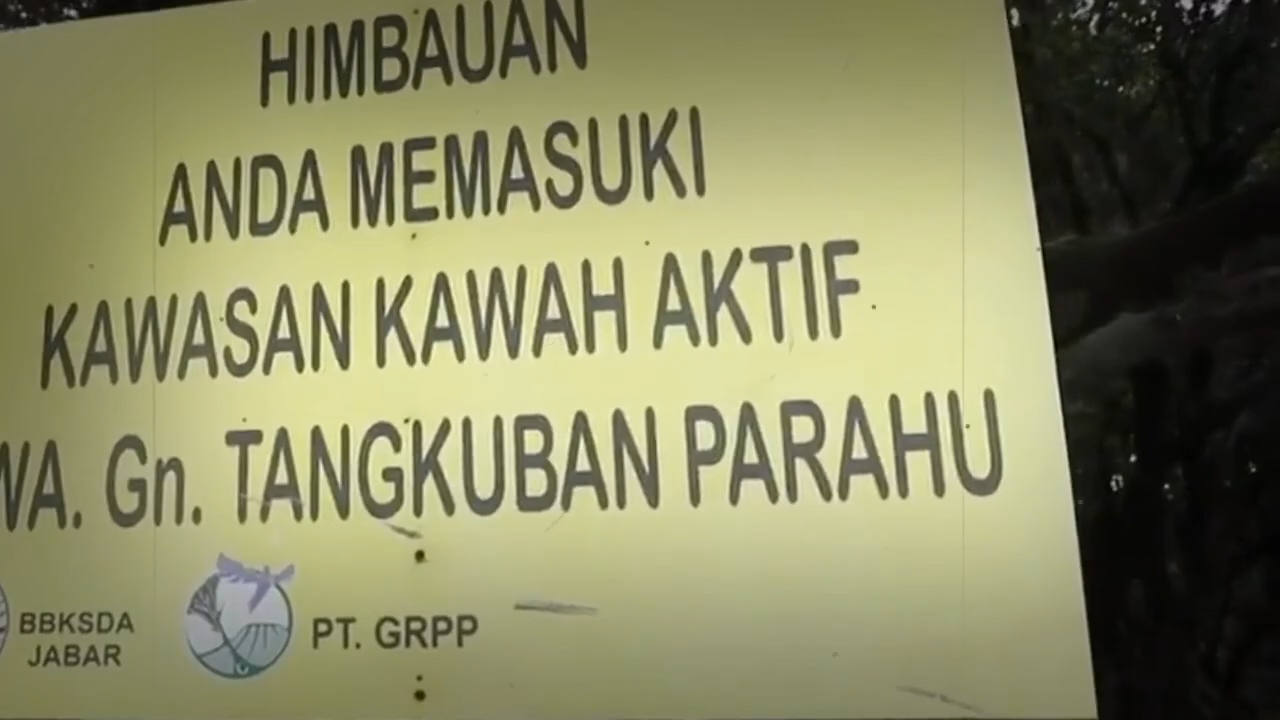 HIMBAUAN
ANDA MEMASUKI
KAWASAN KAWAH AKTIF
WA. Gn. TANGKUBAN PARAHU
BBKSDA
JABAR
PT. GRPP